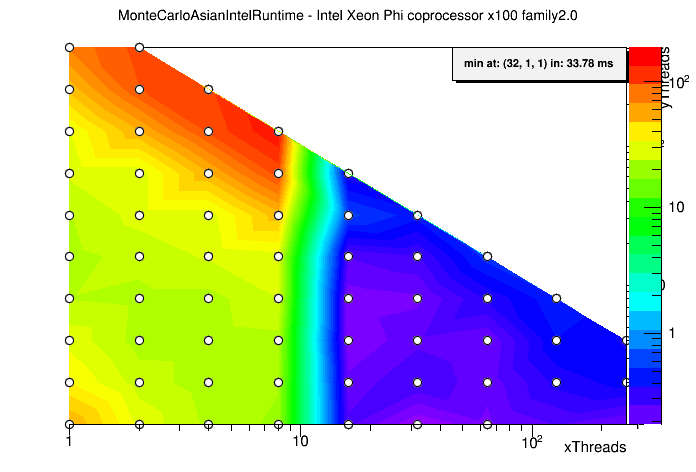 MonteCarloAsianIntelRuntime - Intel Xeon Phi coprocessor x100 family2.0
min at: (32, 1, 1) in: 33.78 ms
yThreads
10²
10
1
1
10
10²
xThreads